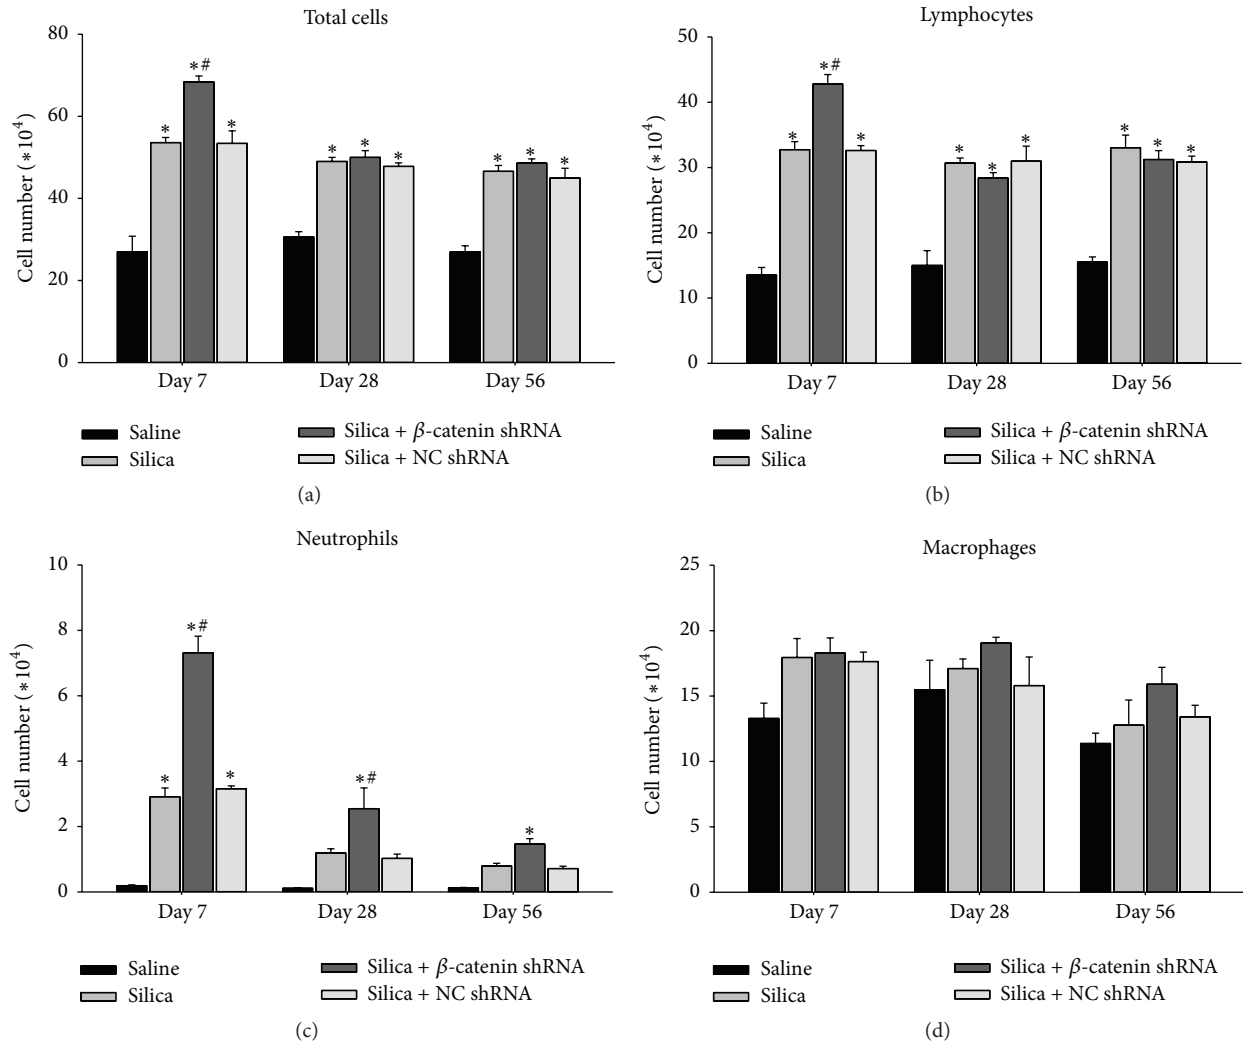 Total cells
Cell number (∗10⁴)
80
60
40
20
0
∗
∗#
∗
∗
∗
∗
∗
∗
∗
Day 7
Day 28
Day 56
Saline
Silica
Silica + β-catenin shRNA
Silica + NC shRNA
(a)
Lymphocytes
Cell number (∗10⁴)
50
40
30
20
10
0
∗
∗#
∗
∗
∗
∗
∗
∗
∗
Day 7
Day 28
Day 56
Saline
Silica
Silica + β-catenin shRNA
Silica + NC shRNA
(b)
Neutrophils
Cell number (∗10⁴)
10
8
6
4
2
0
∗
∗#
∗
∗#
∗
Day 7
Day 28
Day 56
Saline
Silica
Silica + β-catenin shRNA
Silica + NC shRNA
(c)
Macrophages
Cell number (∗10⁴)
25
20
15
10
5
0
Day 7
Day 28
Day 56
Saline
Silica
Silica + β-catenin shRNA
Silica + NC shRNA
(d)